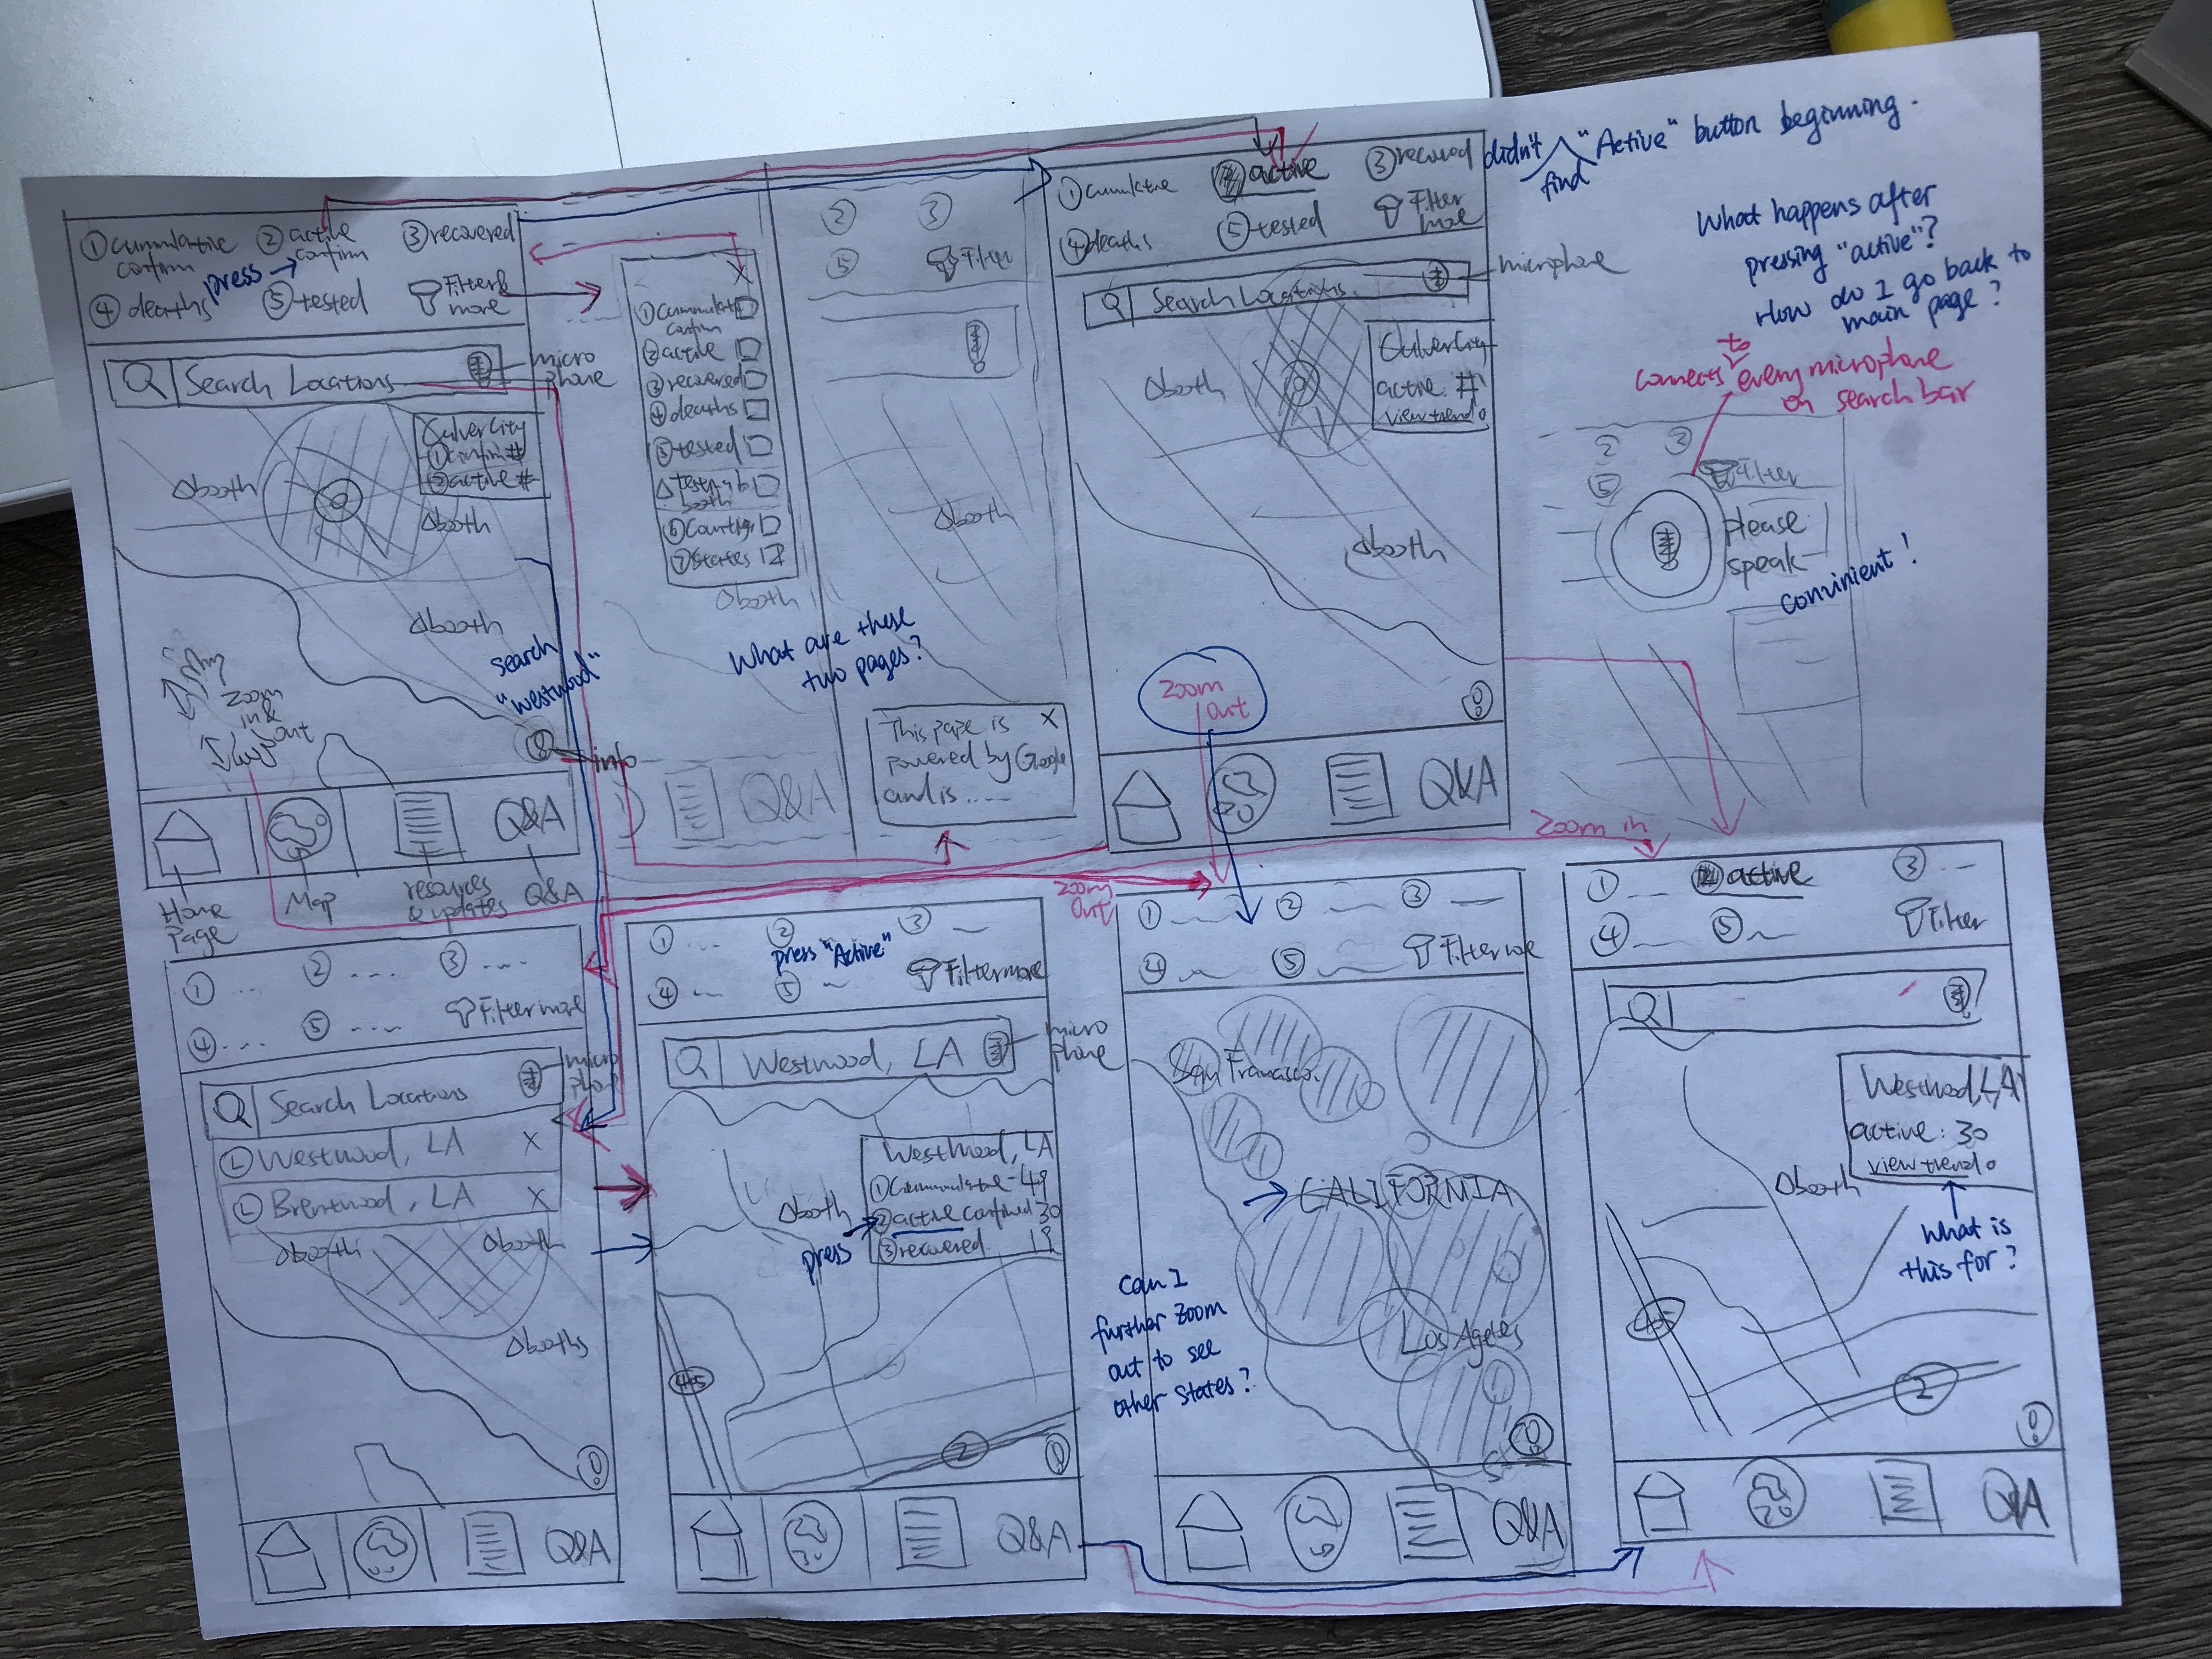 ① Cummulative confirm
② active confirm
③ recovered
④ deaths
press →
⑤ tested
Filter & more
Search Locations
micro phone
Culver City
① confirm #
② active #
booth
booth
booth
Zoom in & Out
search "westwood"
info
Q&A
Home Page
Map
resources & updates
Q&A
X
① Cummulative confirm
② active
③ recovered
④ deaths
⑤ tested
testing booth
⑦ States
booth
What are these two pages?
Q&A
② ③
⑤ Filter
booth
This page is X
powered by Google
and is .....
① Cumulative
② active
③ recovered
④ deaths
⑤ tested
Filter more
Search Locations
microphone
Culver City
active: #
view trend
booth
booth
Zoom Out
Q&A
didn't find "Active" button beginning.
What happens after
pressing "active"?
How do I go back to
main page?
connects to every microphone
on search bar
② ③
⑤ Filter
please
speak
convinient!
Zoom in
Zoom Out
① ... ② ... ③ ....
④ ... ⑤ .... Filter more
Search Locations
micro phone
Westwood, LA X
Brentwood, LA X
booth
booth
booths
Q&A
① ... ② ③
press "Active"
④ ⑤ Filter more
Westwood, LA
micro phone
Westwood, LA
① Cummulative - 49
② active confirmed 30
③ recovered 19
booth
press
405
2
Q&A
① ② ③
④ ⑤ Filter more
San Francisco
CALIFORNIA
Los Ageles
Can I
further zoom
out to see
other states?
Q&A
① ② active ③
④ ⑤ Filter
Westwood, LA
active: 30
view trend
booth
What is
this for?
405
2
Q&A